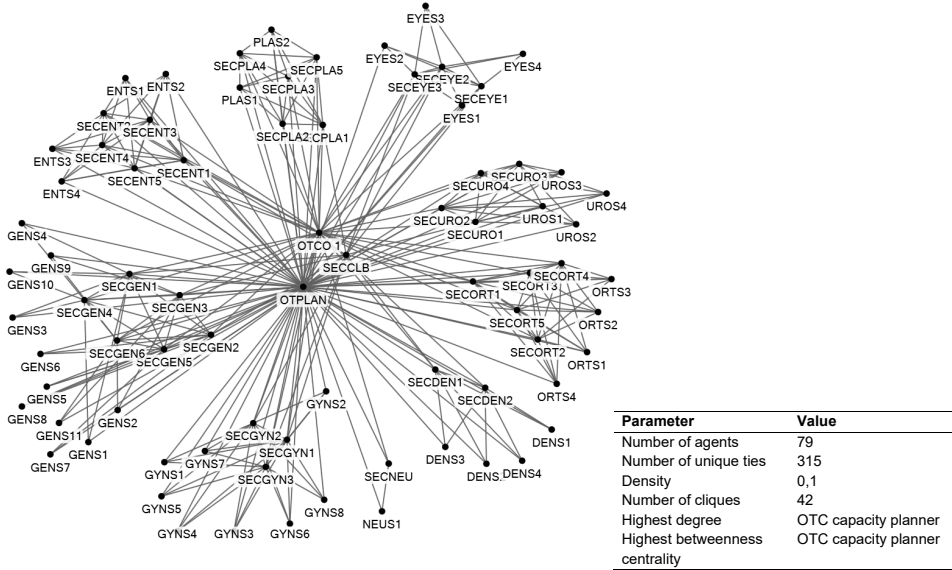 EYES3
PLAS2
EYES2
SECPLA4
SECPLA5
EYES4
SECEYE2
SECEYE3
ENTS1
ENTS2
SECPLA3
SECEYE1
PLAS1
EYES1
SECENT3
SECPLA2
ENTS3
SECENT4
SECENT5
SECENT1
SECURO3
SECURO4
UROS3
ENTS4
UROS4
SECURO2
UROS1
SECURO1
UROS2
GENS4
OTCO 1
SECCLB
GENS9
SECORT4
GENS10
SECGEN1
SECORT1
ORTS3
OTPLAN
SECGEN3
SECGEN4
GENS3
SECORT5
ORTS2
SECGEN6
SECGEN2
SECGEN5
SECORT2
GENS6
ORTS1
SECDEN1
ORTS4
GENS5
SECDEN2
GYNS2
GENS8
GENS2
GENS11
SECGYN2
DENS1
SECGYN1
GENS7
GENS1
GYNS7
DENS3
GYNS1
SECGYN3
SECNEU
DENS4
GYNS5
GYNS8
NEUS1
GYNS4
GYNS3
GYNS6
Parameter Value
Number of agents 79
Number of unique ties 315
Density 0,1
Number of cliques 42
Highest degree OTC capacity planner
Highest betweenness OTC capacity planner
centrality